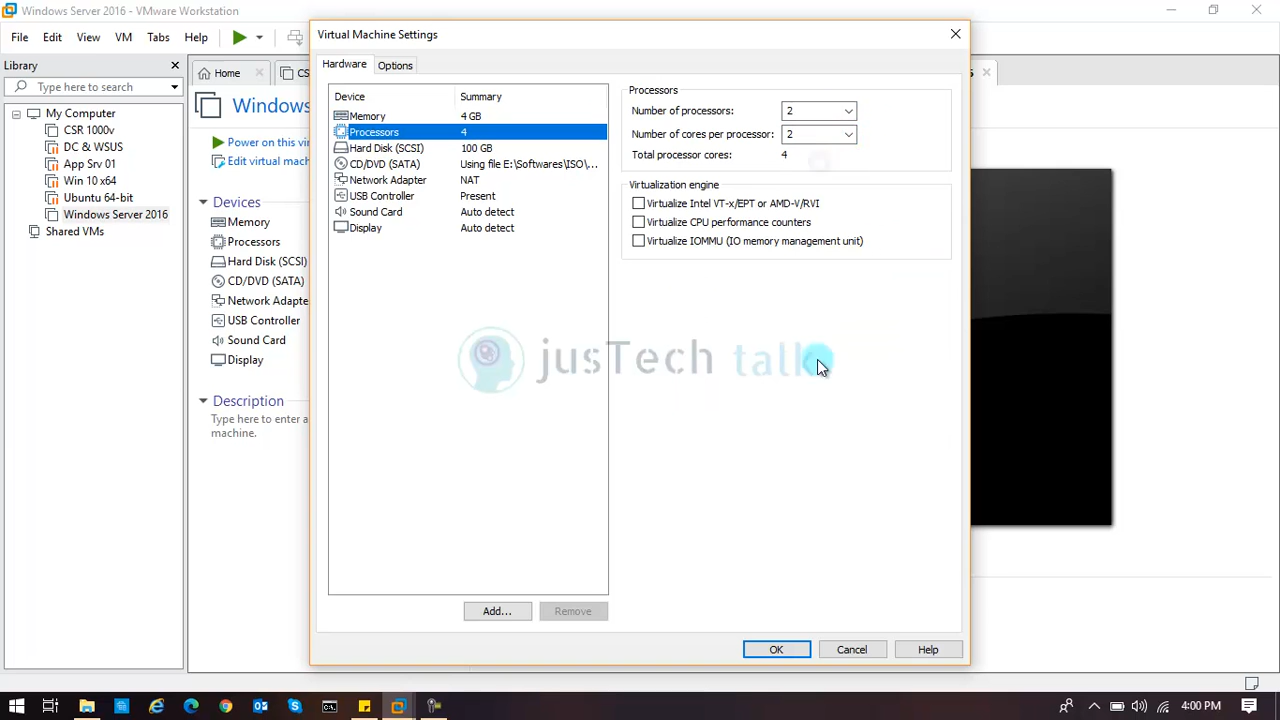 Windows Server 2016 - VMware Workstation
File Edit View VM Tabs Help
Library
Type here to search
My Computer
CSR 1000v
DC & WSUS
App Srv 01
Win 10 x64
Ubuntu 64-bit
Windows Server 2016
Shared VMs
Home
CS
Windows
Power on this vi
Edit virtual mach
Devices
Memory
Processors
Hard Disk (SCSI)
CD/DVD (SATA)
Network Adapte
USB Controller
Sound Card
Display
Description
Type here to enter a
machine.
Virtual Machine Settings
Hardware Options
Device Summary
Memory 4 GB
Processors 4
Hard Disk (SCSI) 100 GB
CD/DVD (SATA) Using file E:\Softwares\ISO\...
Network Adapter NAT
USB Controller Present
Sound Card Auto detect
Display Auto detect
Add... Remove
Processors
Number of processors: 2
Number of cores per processor: 2
Total processor cores: 4
Virtualization engine
Virtualize Intel VT-x/EPT or AMD-V/RVI
Virtualize CPU performance counters
Virtualize IOMMU (IO memory management unit)
jusTech talk
OK Cancel Help
4:00 PM